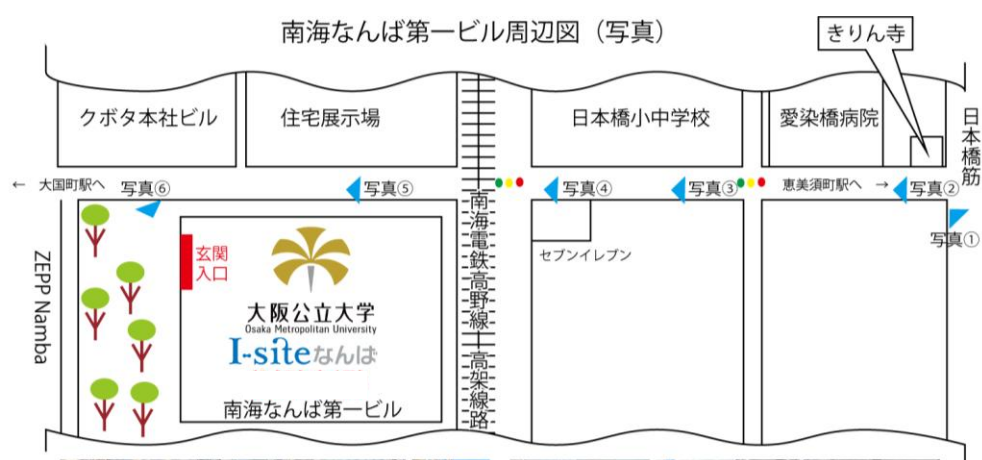 南海なんば第一ビル周辺図（写真）
きりん寺
クボタ本社ビル
住宅展示場
日本橋小中学校
愛染橋病院
日本橋筋
← 大国町駅へ
写真⑥
写真⑤
写真④
写真③
恵美須町駅へ →
写真②
写真①
ZEPP Namba
玄関
入口
大阪公立大学
Osaka Metropolitan University
I-siteなんば
南海なんば第一ビル
南海電鉄高野線―高架線路
セブンイレブン